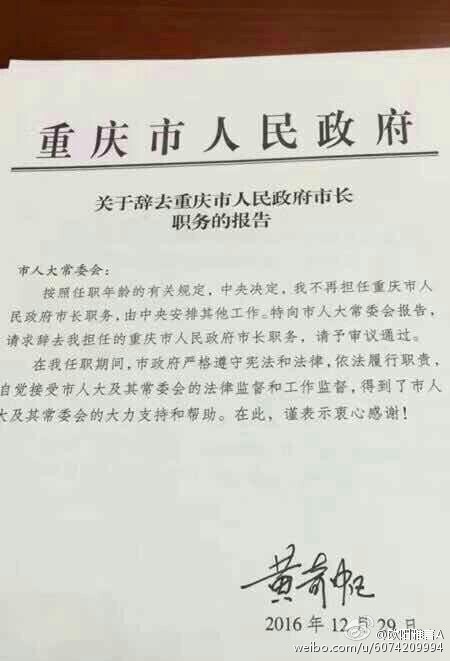 重庆市人民政府
关于辞去重庆市人民政府市长
职务的报告
市人大常委会：
按照任职年龄的有关规定，中央决定，我不再担任重庆市人
民政府市长职务，由中央安排其他工作。特向市人大常委会报告，
请求辞去我担任的重庆市人民政府市长职务，请予审议通过。
在我任职期间，市政府严格遵守宪法和法律，依法履行职责，
自觉接受市人大及其常委会的法律监督和工作监督，得到了市人
大及其常委会的大力支持和帮助。在此，谨表示衷心感谢！
黄奇帆
2016年12月29日
weibo.com/u/6074209994